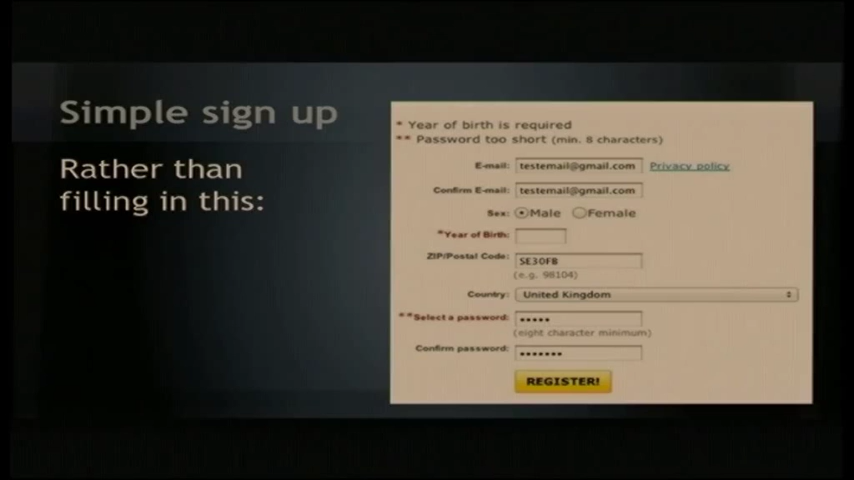 Simple sign up
Rather than
filling in this:
* Year of birth is required
** Password too short (min. 8 characters)
E-mail: testemail@gmail.com Privacy policy
Confirm E-mail: testemail@gmail.com
Sex: Male Female
*Year of Birth:
ZIP/Postal Code: SE30FB
(e.g. 98104)
Country: United Kingdom
**Select a password: •••••
(eight character minimum)
Confirm password: •••••••
REGISTER!